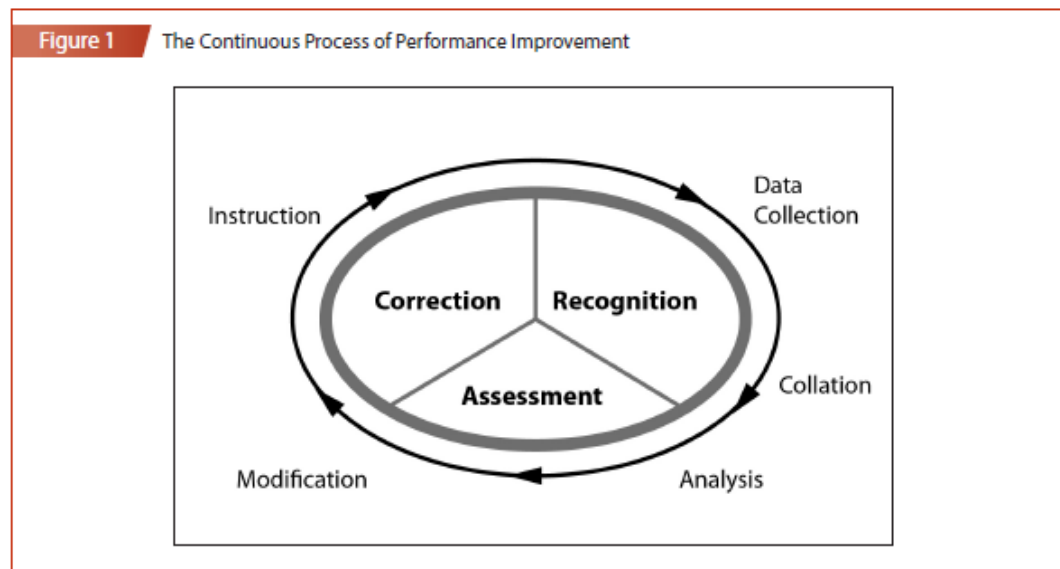 Figure 1
The Continuous Process of Performance Improvement
Instruction
Data
Collection
Correction
Recognition
Assessment
Collation
Modification
Analysis